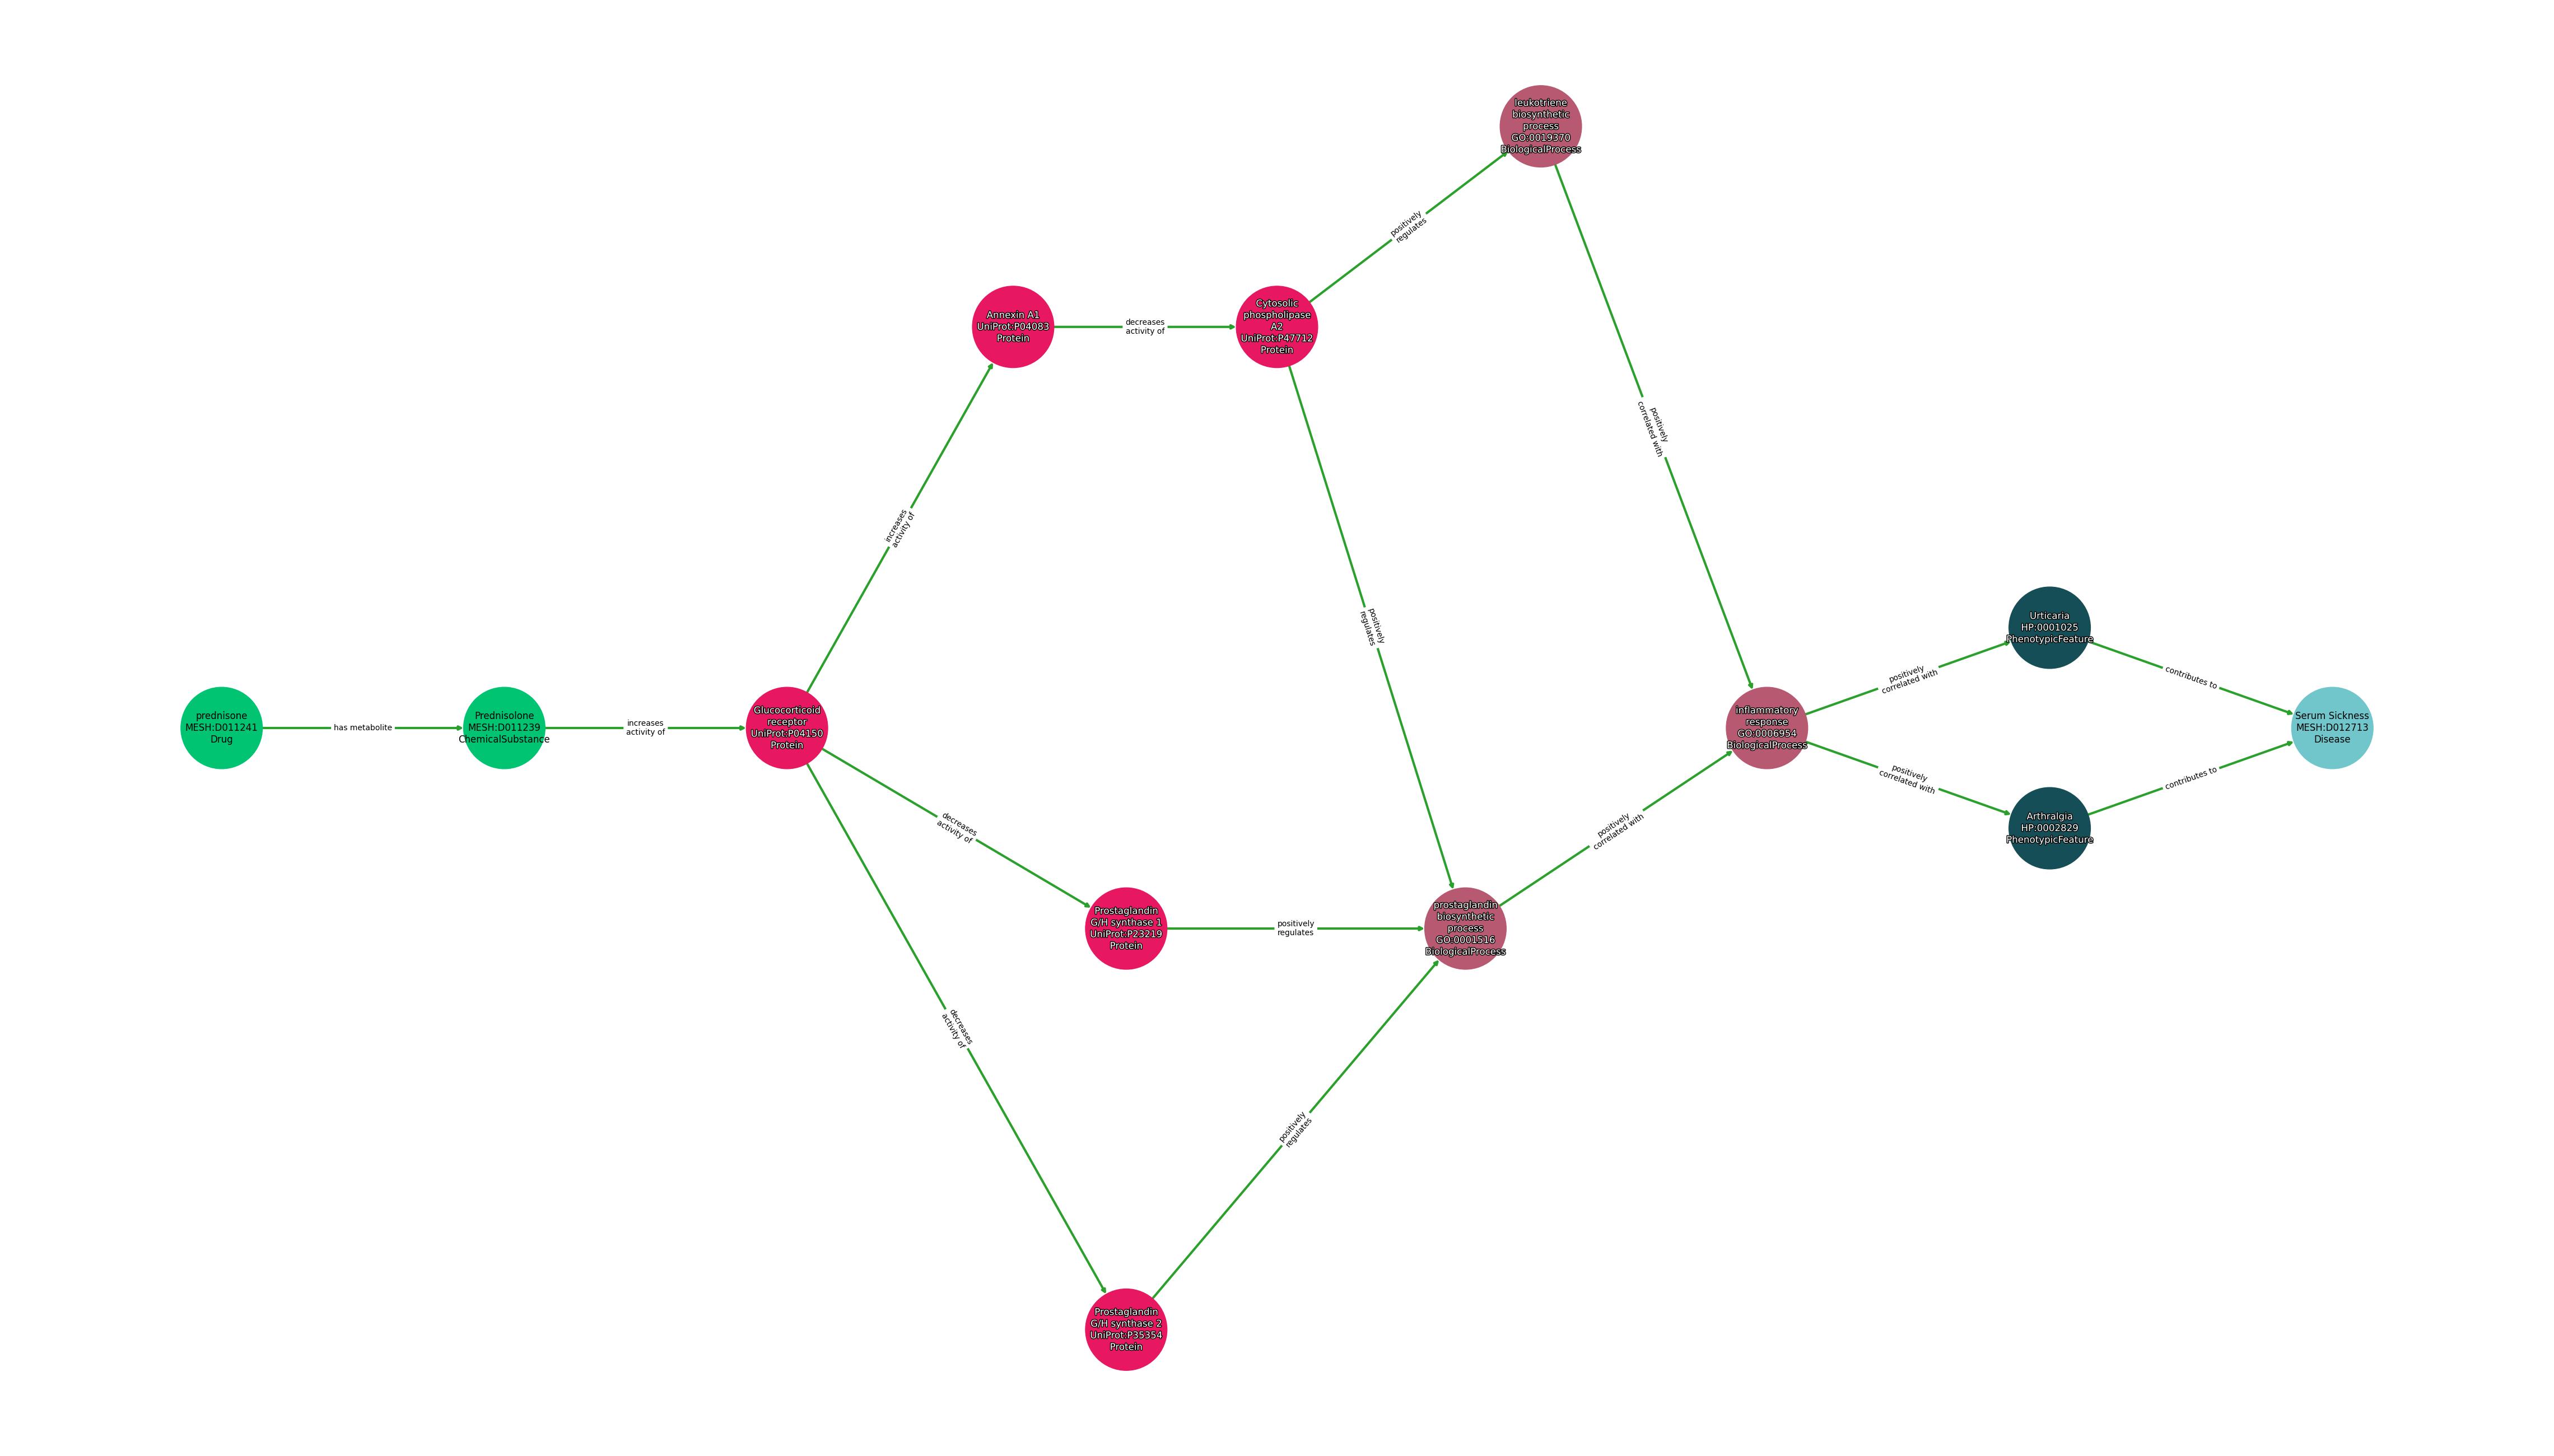 leukotriene
biosynthetic
process
GO:0019370
BiologicalProcess
positively
regulates
Annexin A1
UniProt:P04083
Protein
decreases
activity of
Cytosolic
phospholipase
A2
UniProt:P47712
Protein
positively
correlated with
increases
activity of
positively
regulates
Urticaria
HP:0001025
PhenotypicFeature
positively
correlated with
contributes to
prednisone
MESH:D011241
Drug
has metabolite
Prednisolone
MESH:D011239
ChemicalSubstance
increases
activity of
Glucocorticoid
receptor
UniProt:P04150
Protein
inflammatory
response
GO:0006954
BiologicalProcess
Serum Sickness
MESH:D012713
Disease
positively
correlated with
contributes to
Arthralgia
HP:0002829
PhenotypicFeature
decreases
activity of
positively
correlated with
Prostaglandin
G/H synthase 1
UniProt:P23219
Protein
positively
regulates
prostaglandin
biosynthetic
process
GO:0001516
BiologicalProcess
decreases
activity of
positively
regulates
Prostaglandin
G/H synthase 2
UniProt:P35354
Protein